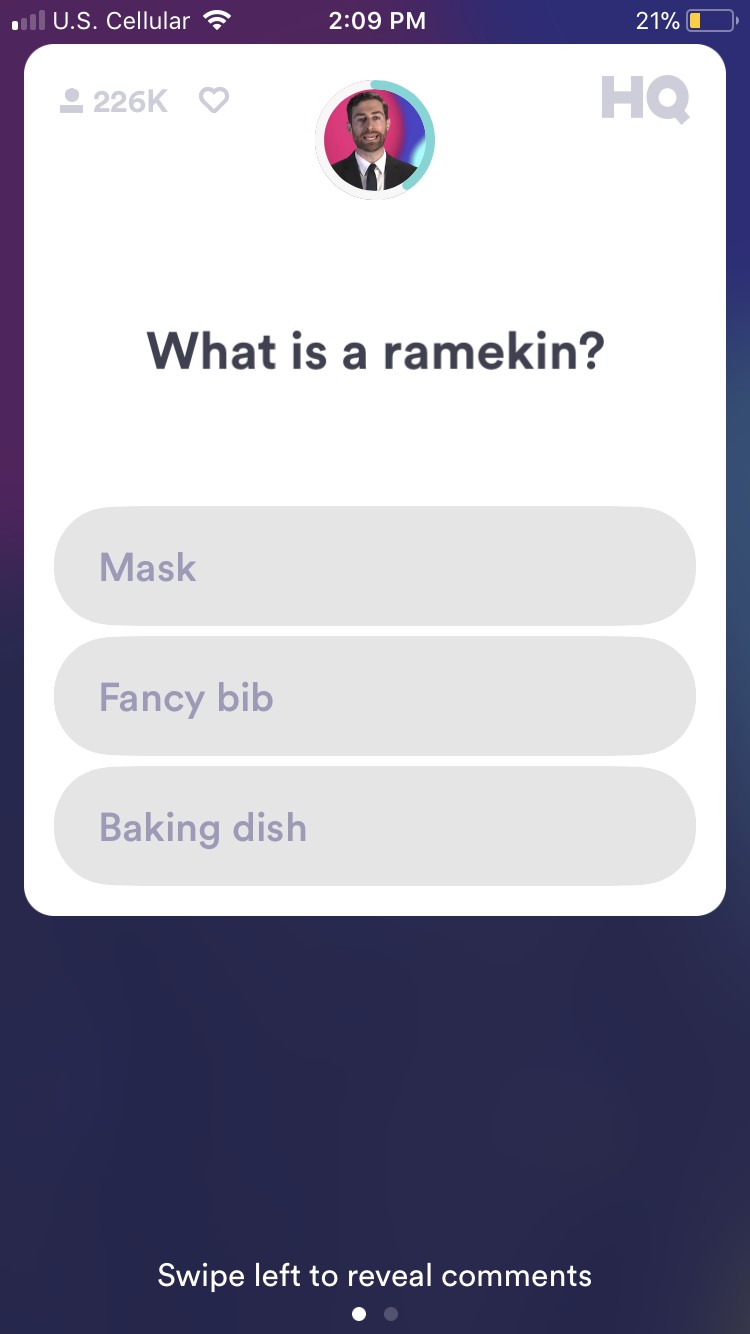 U.S. Cellular 2:09 PM 21%
226K HQ
What is a ramekin?
Mask
Fancy bib
Baking dish
Swipe left to reveal comments